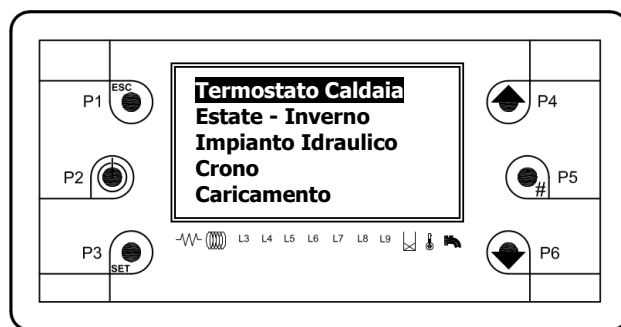 ESC
P1
P2
P3
SET
Termostato Caldaia
Estate - Inverno
Impianto Idraulico
Crono
Caricamento
L3 L4 L5 L6 L7 L8 L9
P4
P5
#
P6